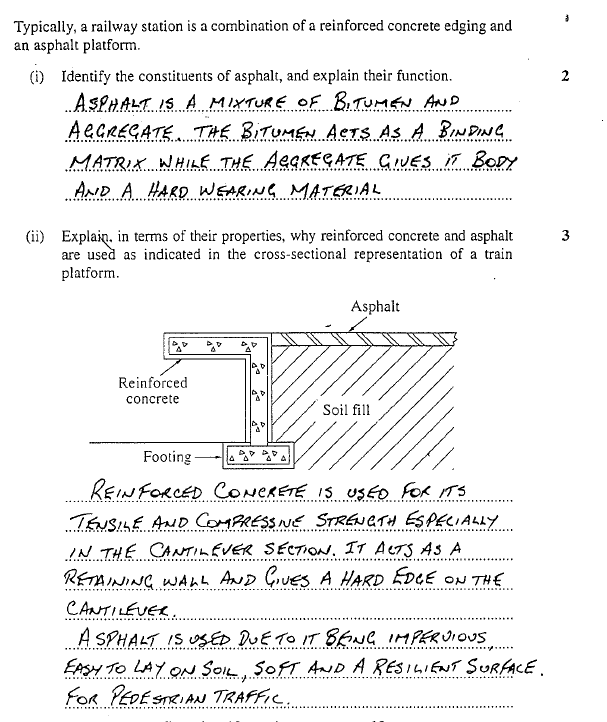 Typically, a railway station is a combination of a reinforced concrete edging and
an asphalt platform.
(i) Identify the constituents of asphalt, and explain their function. 2
ASPHALT IS A MIXTURE OF BITUMEN AND
AGGREGATE. THE BITUMEN ACTS AS A BINDING
MATRIX WHILE THE AGGREGATE GIVES IT BODY
AND A HARD WEARING MATERIAL
(ii) Explain, in terms of their properties, why reinforced concrete and asphalt 3
are used as indicated in the cross-sectional representation of a train
platform.
Asphalt
Reinforced
concrete
Soil fill
Footing
REINFORCED CONCRETE IS USED FOR ITS
TENSILE AND COMPRESSIVE STRENGTH ESPECIALLY
IN THE CANTILEVER SECTION. IT ACTS AS A
RETAINING WALL AND GIVES A HARD EDGE ON THE
CANTILEVER.
ASPHALT IS USED DUE TO IT BEING IMPERVIOUS,
EASY TO LAY ON SOIL, SOFT AND A RESILIENT SURFACE.
FOR PEDESTRIAN TRAFFIC.